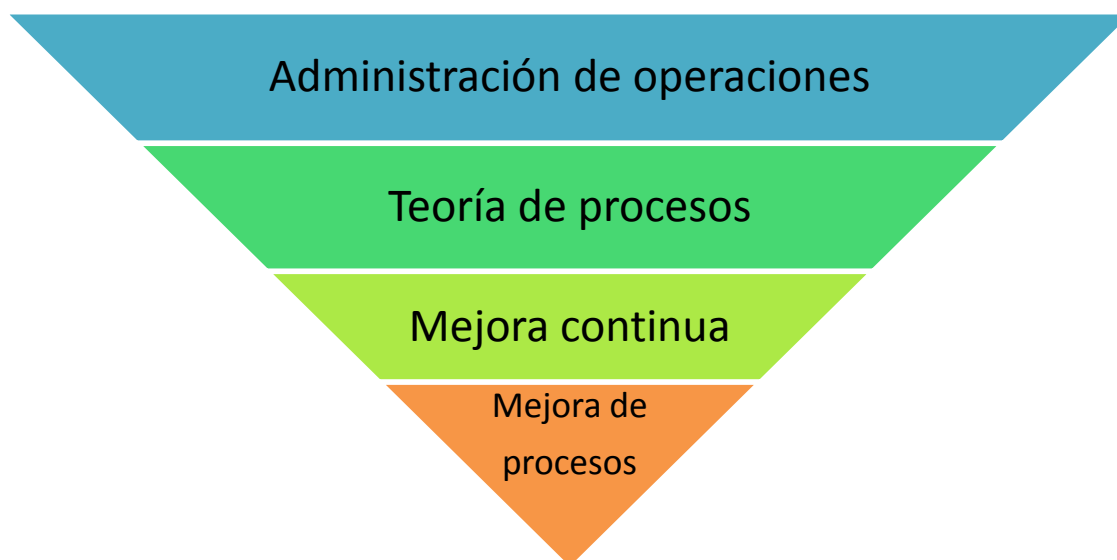 Administración de operaciones
Teoría de procesos
Mejora continua
Mejora de
procesos